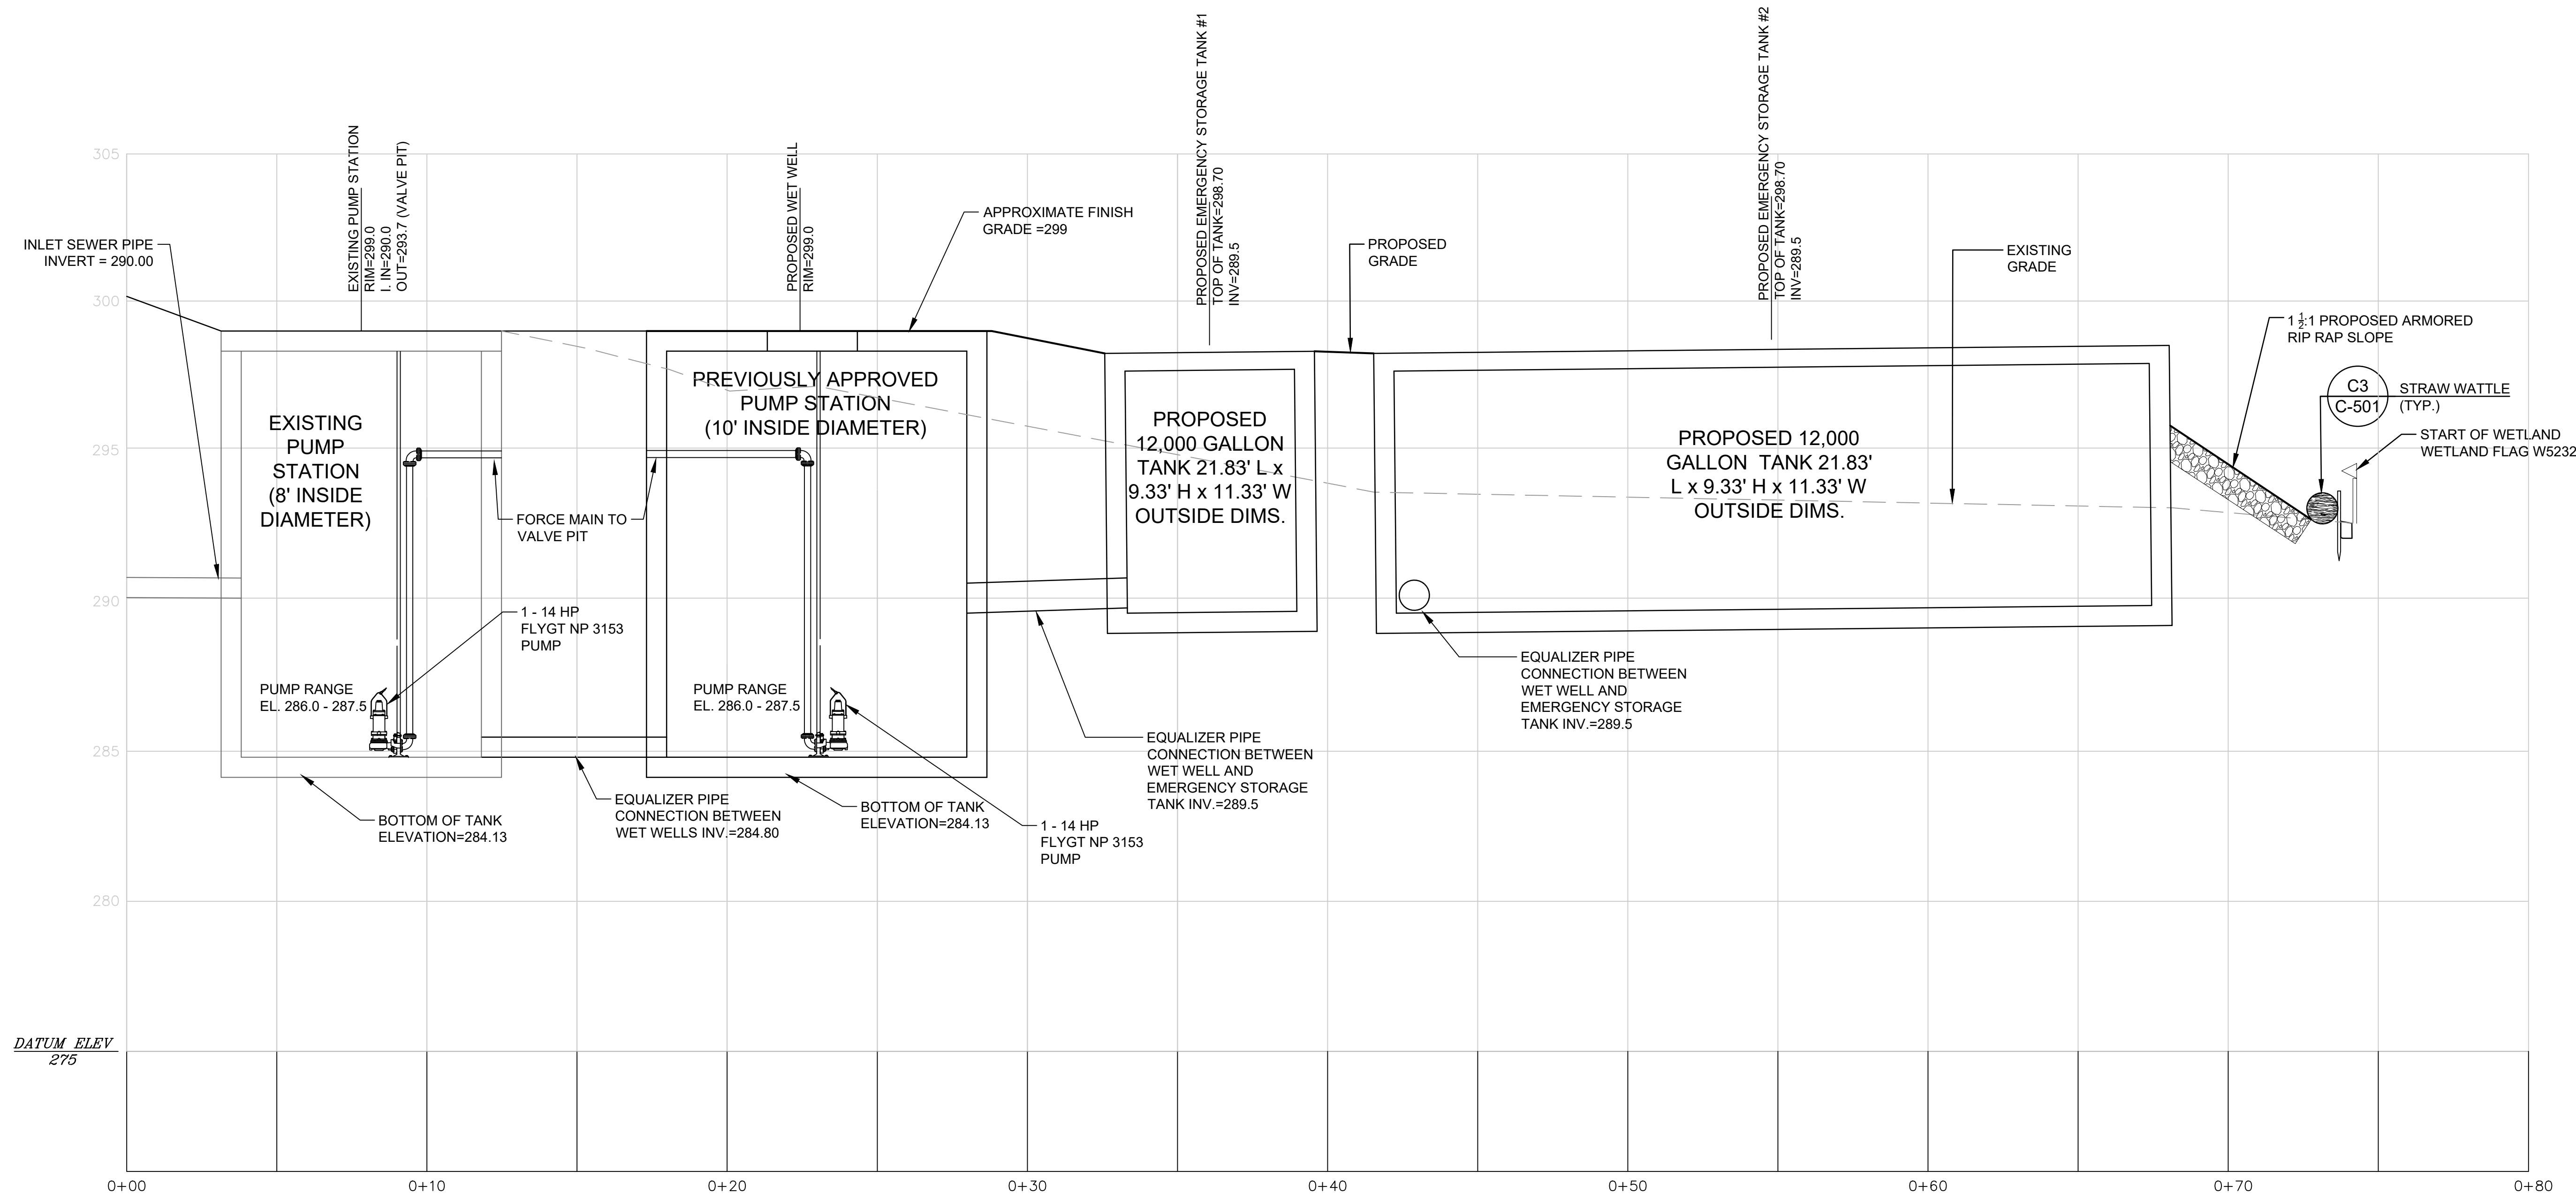 PROPOSED EMERGENCY STORAGE TANK #1
TOP OF TANK=298.70
INV=289.5
PROPOSED EMERGENCY STORAGE TANK #2
TOP OF TANK=298.70
INV=289.5
EXISTING PUMP STATION
RIM=299.0
I. IN=290.0
OUT=293.7 (VALVE PIT)
PROPOSED WET WELL
RIM=299.0
305
300
295
290
285
280
DATUM ELEV
275
INLET SEWER PIPE
INVERT = 290.00
APPROXIMATE FINISH
GRADE =299
PROPOSED
GRADE
EXISTING
GRADE
1 1/2:1 PROPOSED ARMORED
RIP RAP SLOPE
C3
C-501
STRAW WATTLE
(TYP.)
START OF WETLAND
WETLAND FLAG W5232
EXISTING
PUMP
STATION
(8' INSIDE
DIAMETER)
PREVIOUSLY APPROVED
PUMP STATION
(10' INSIDE DIAMETER)
PROPOSED
12,000 GALLON
TANK 21.83' L x
9.33' H x 11.33' W
OUTSIDE DIMS.
PROPOSED 12,000
GALLON TANK 21.83'
L x 9.33' H x 11.33' W
OUTSIDE DIMS.
FORCE MAIN TO
VALVE PIT
1 - 14 HP
FLYGT NP 3153
PUMP
PUMP RANGE
EL. 286.0 - 287.5
PUMP RANGE
EL. 286.0 - 287.5
EQUALIZER PIPE
CONNECTION BETWEEN
WET WELL AND
EMERGENCY STORAGE
TANK INV.=289.5
EQUALIZER PIPE
CONNECTION BETWEEN
WET WELL AND
EMERGENCY STORAGE
TANK INV.=289.5
BOTTOM OF TANK
ELEVATION=284.13
EQUALIZER PIPE
CONNECTION BETWEEN
WET WELLS INV.=284.80
BOTTOM OF TANK
ELEVATION=284.13
1 - 14 HP
FLYGT NP 3153
PUMP
0+00
0+10
0+20
0+30
0+40
0+50
0+60
0+70
0+80